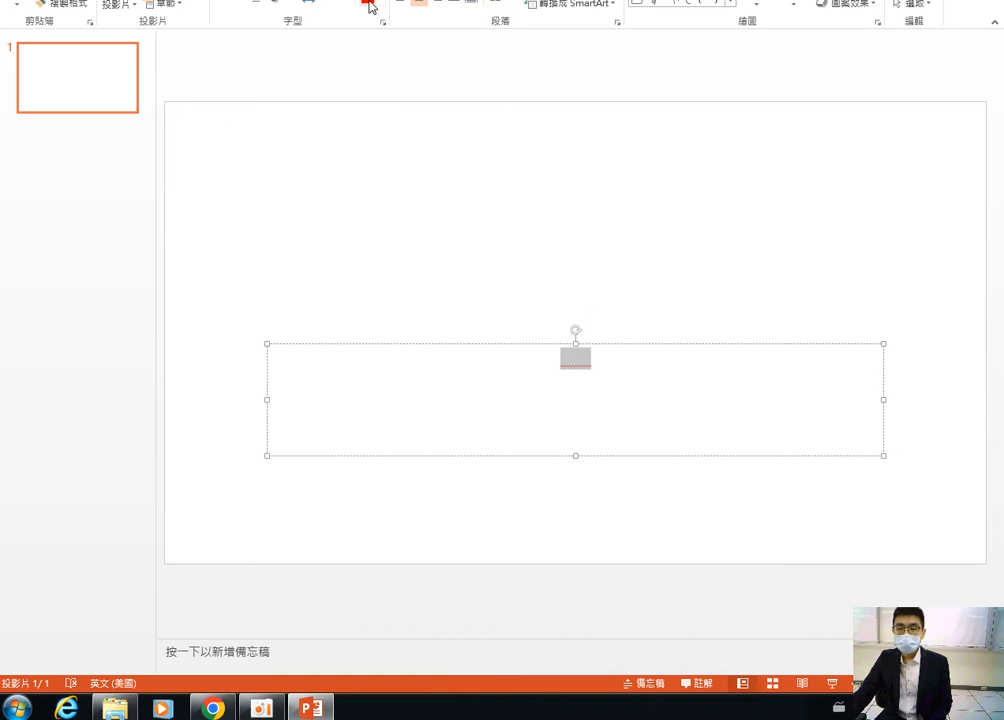 複製格式
投影片
章節
轉換成 SmartArt
圖案效果
選取
剪貼簿
投影片
字型
段落
繪圖
編輯
1
按一下以新增備忘稿
投影片 1/1
英文 (美國)
備忘稿
註解